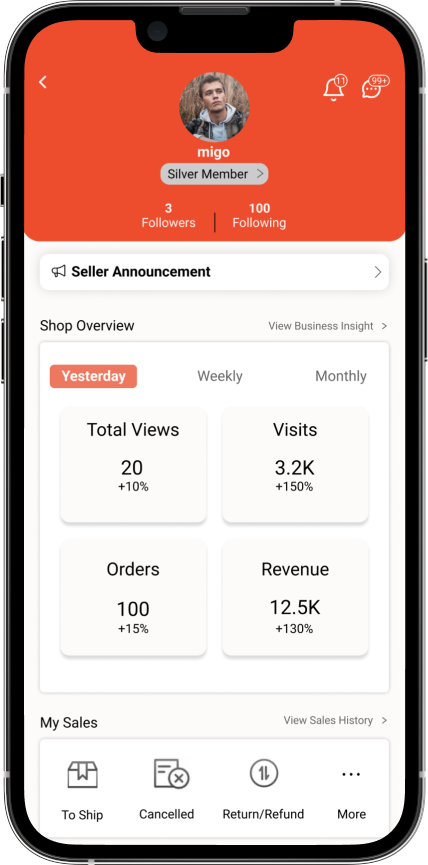 11
99+
migo
Silver Member >
3
100
Followers
Following
Seller Announcement >
Shop Overview
View Business Insight >
Yesterday
Weekly
Monthly
Total Views
Visits
20
3.2K
+10%
+150%
Orders
Revenue
100
12.5K
+15%
+130%
My Sales
View Sales History >
To Ship
Cancelled
Return/Refund
More